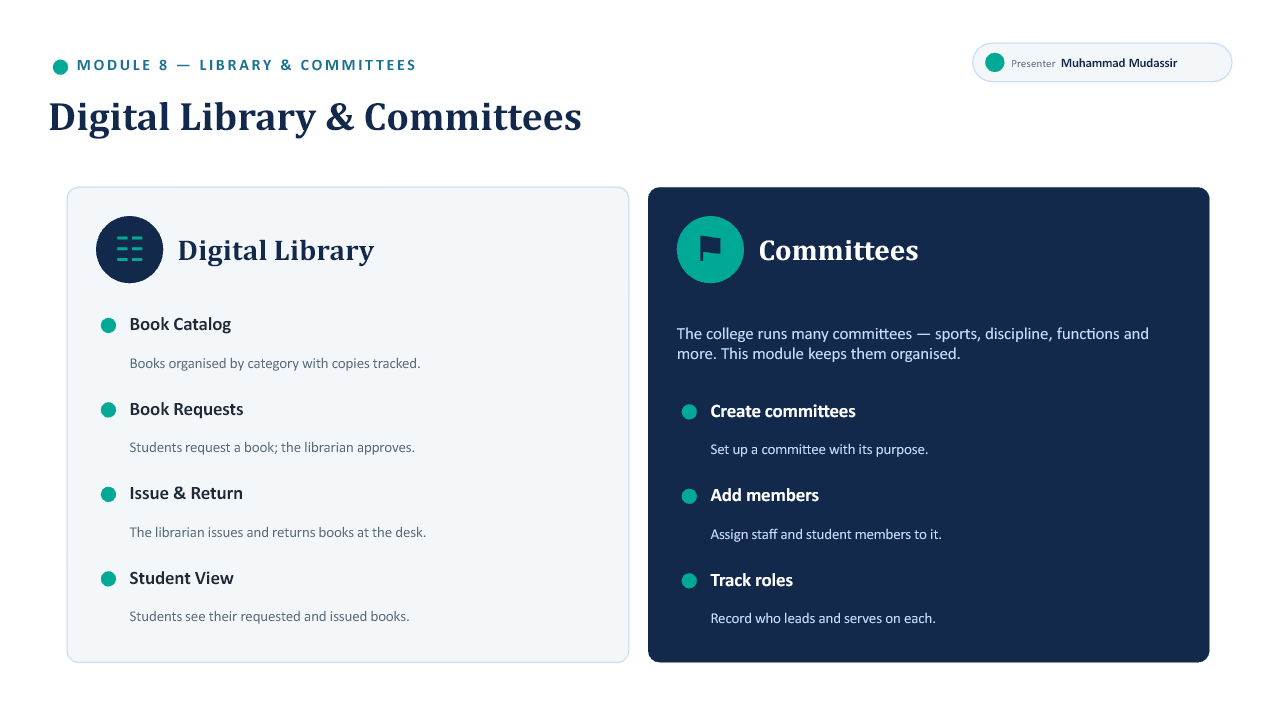 MODULE 8 — LIBRARY & COMMITTEES
Presenter Muhammad Mudassir
Digital Library & Committees
Digital Library
Book Catalog
Books organised by category with copies tracked.
Book Requests
Students request a book; the librarian approves.
Issue & Return
The librarian issues and returns books at the desk.
Student View
Students see their requested and issued books.
Committees
The college runs many committees — sports, discipline, functions and
more. This module keeps them organised.
Create committees
Set up a committee with its purpose.
Add members
Assign staff and student members to it.
Track roles
Record who leads and serves on each.